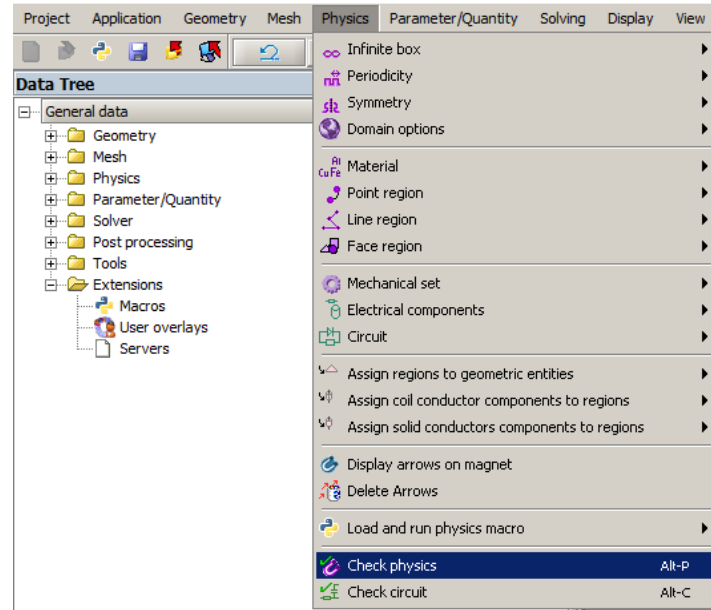 Project Application Geometry Mesh Physics Parameter/Quantity Solving Display View
Data Tree
General data
Geometry
Mesh
Physics
Parameter/Quantity
Solver
Post processing
Tools
Extensions
Macros
User overlays
Servers
Infinite box
Periodicity
Symmetry
Domain options
Al
CuFe Material
Point region
Line region
Face region
Mechanical set
Electrical components
Circuit
Assign regions to geometric entities
Assign coil conductor components to regions
Assign solid conductors components to regions
Display arrows on magnet
Delete Arrows
Load and run physics macro
Check physics Alt-P
Check circuit Alt-C